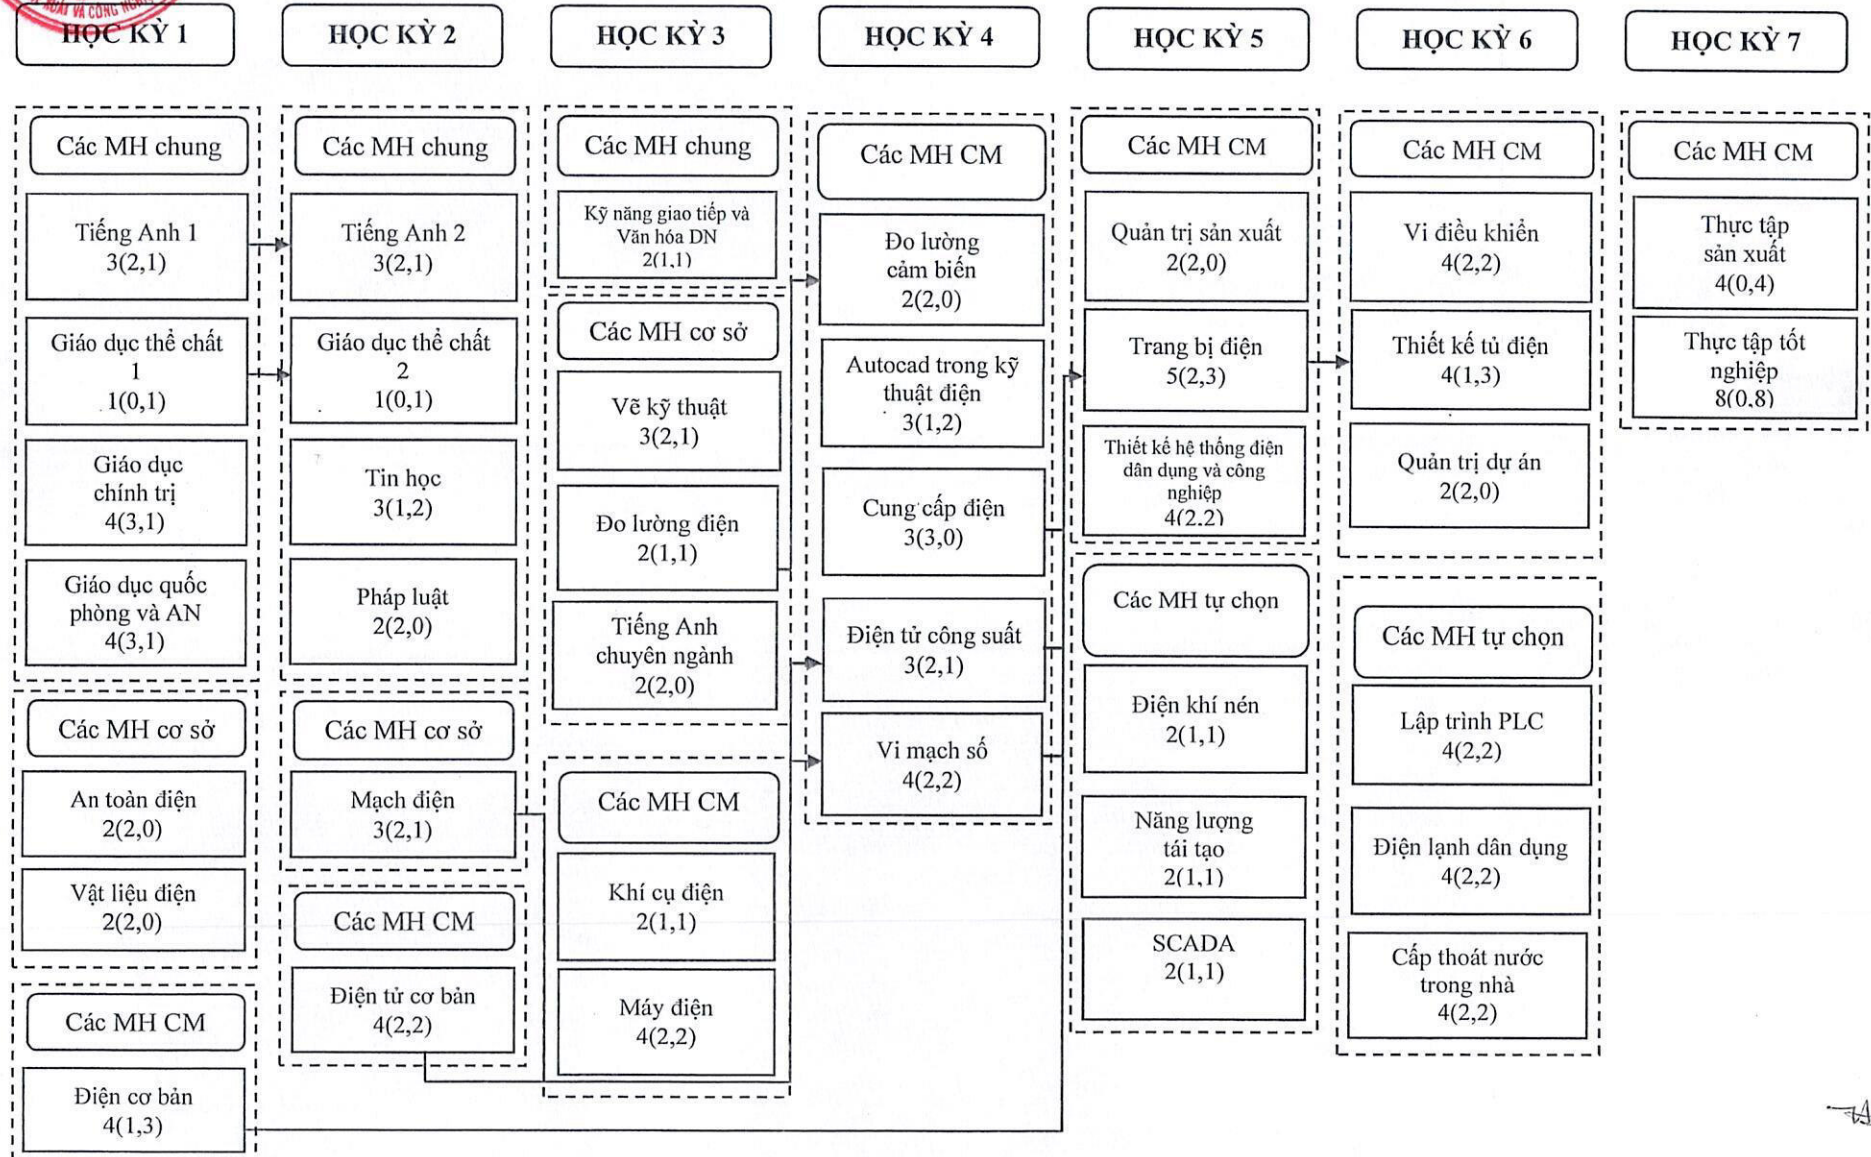 HỌC KỲ 1
Các MH chung
Tiếng Anh 1
3(2,1)
Giáo dục thể chất
1
1(0,1)
Giáo dục
chính trị
4(3,1)
Giáo dục quốc
phòng và AN
4(3,1)
Các MH cơ sở
An toàn điện
2(2,0)
Vật liệu điện
2(2,0)
Các MH CM
Điện cơ bản
4(1,3)
HỌC KỲ 2
Các MH chung
Tiếng Anh 2
3(2,1)
Giáo dục thể chất
2
1(0,1)
Tin học
3(1,2)
Pháp luật
2(2,0)
Các MH cơ sở
Mạch điện
3(2,1)
Các MH CM
Điện tử cơ bản
4(2,2)
HỌC KỲ 3
Các MH chung
Kỹ năng giao tiếp và
Văn hóa DN
2(1,1)
Các MH cơ sở
Vẽ kỹ thuật
3(2,1)
Đo lường điện
2(1,1)
Tiếng Anh
chuyên ngành
2(2,0)
Các MH CM
Khí cụ điện
2(1,1)
Máy điện
4(2,2)
HỌC KỲ 4
Các MH CM
Đo lường
cảm biến
2(2,0)
Autocad trong kỹ
thuật điện
3(1,2)
Cung cấp điện
3(3,0)
Điện tử công suất
3(2,1)
Vi mạch số
4(2,2)
HỌC KỲ 5
Các MH CM
Quản trị sản xuất
2(2,0)
Trang bị điện
5(2,3)
Thiết kế hệ thống điện
dân dụng và công
nghiệp
4(2,2)
Các MH tự chọn
Điện khí nén
2(1,1)
Năng lượng
tái tạo
2(1,1)
SCADA
2(1,1)
HỌC KỲ 6
Các MH CM
Vi điều khiển
4(2,2)
Thiết kế tủ điện
4(1,3)
Quản trị dự án
2(2,0)
Các MH tự chọn
Lập trình PLC
4(2,2)
Điện lạnh dân dụng
4(2,2)
Cấp thoát nước
trong nhà
4(2,2)
HỌC KỲ 7
Các MH CM
Thực tập
sản xuất
4(0,4)
Thực tập tốt
nghiệp
8(0,8)